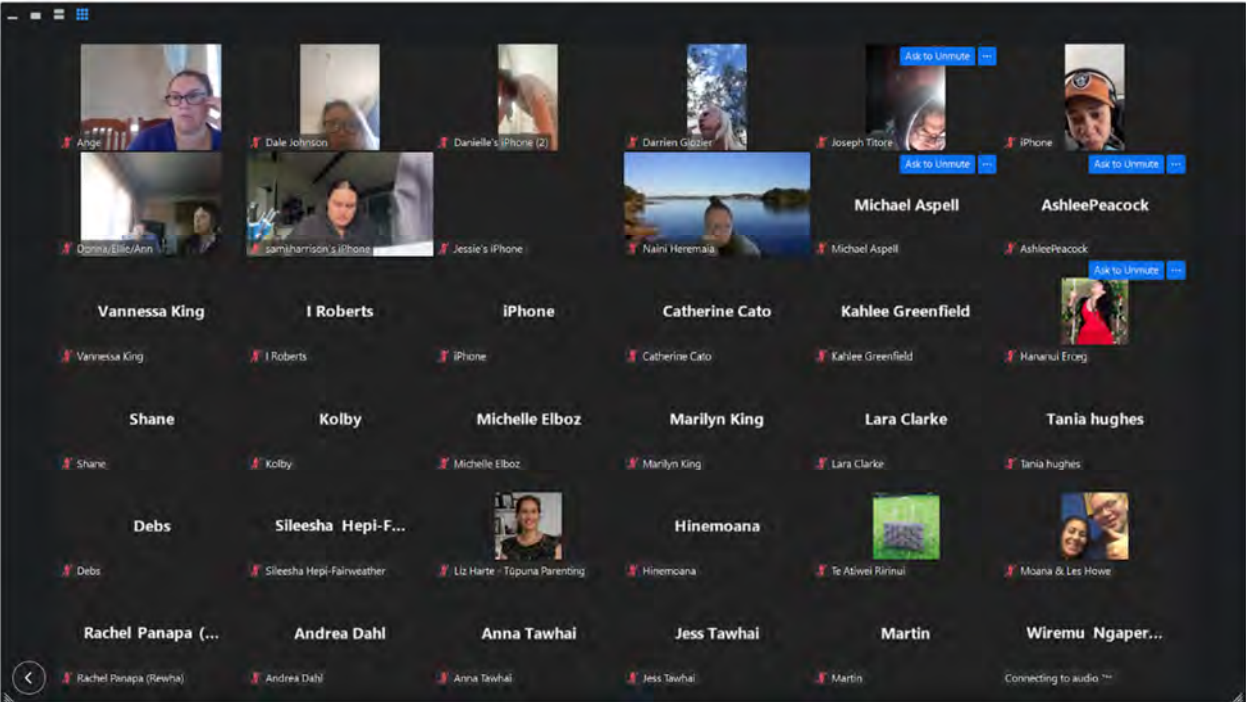 Ask to Unmute ...
Ange
Dale Johnson
Danielle's iPhone (2)
Darrien Glozier
Joseph Titore
iPhone
Ask to Unmute ...
Ask to Unmute ...
Michael Aspell
AshleePeacock
Donna/Ellie/Ann
samiharrison's iPhone
Jessie's iPhone
Naini Heremaia
Michael Aspell
AshleePeacock
Ask to Unmute ...
Vannessa King
I Roberts
iPhone
Catherine Cato
Kahlee Greenfield
Vannessa King
I Roberts
iPhone
Catherine Cato
Kahlee Greenfield
Hananui Erceg
Shane
Kolby
Michelle Elboz
Marilyn King
Lara Clarke
Tania hughes
Shane
Kolby
Michelle Elboz
Marilyn King
Lara Clarke
Tania hughes
Debs
Sileesha Hepi-F...
Hinemoana
Debs
Sileesha Hepi-Fairweather
Liz Harte - Tūpuna Parenting
Hinemoana
Te Atiwei Ririnui
Moana & Les Howe
Rachel Panapa (...
Andrea Dahl
Anna Tawhai
Jess Tawhai
Martin
Wiremu Ngaper...
Rachel Panapa (Rewha)
Andrea Dahl
Anna Tawhai
Jess Tawhai
Martin
Connecting to audio